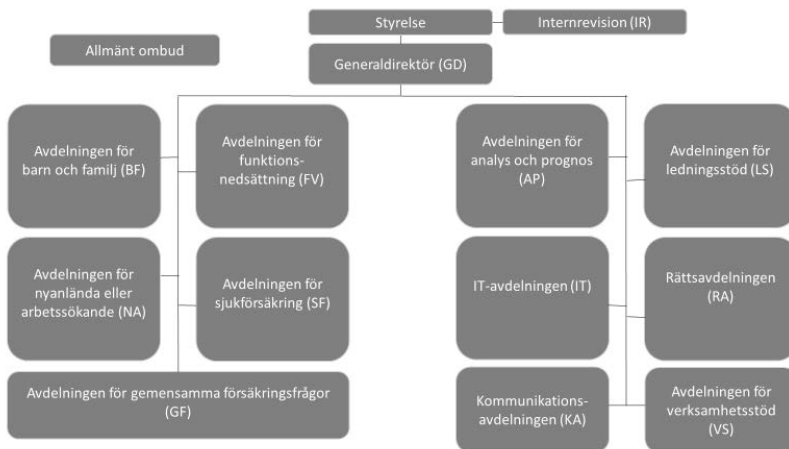 Styrelse
Internrevision (IR)
Allmänt ombud
Generaldirektör (GD)
Avdelningen för
barn och familj (BF)
Avdelningen för
funktions-
nedsättning (FV)
Avdelningen för
analys och prognos
(AP)
Avdelningen för
ledningsstöd (LS)
Avdelningen för
nyanlända eller
arbetssökande (NA)
Avdelningen för
sjukförsäkring (SF)
IT-avdelningen (IT)
Rättsavdelningen
(RA)
Avdelningen för gemensamma försäkringsfrågor
(GF)
Kommunikations-
avdelningen (KA)
Avdelningen för
verksamhetsstöd
(VS)